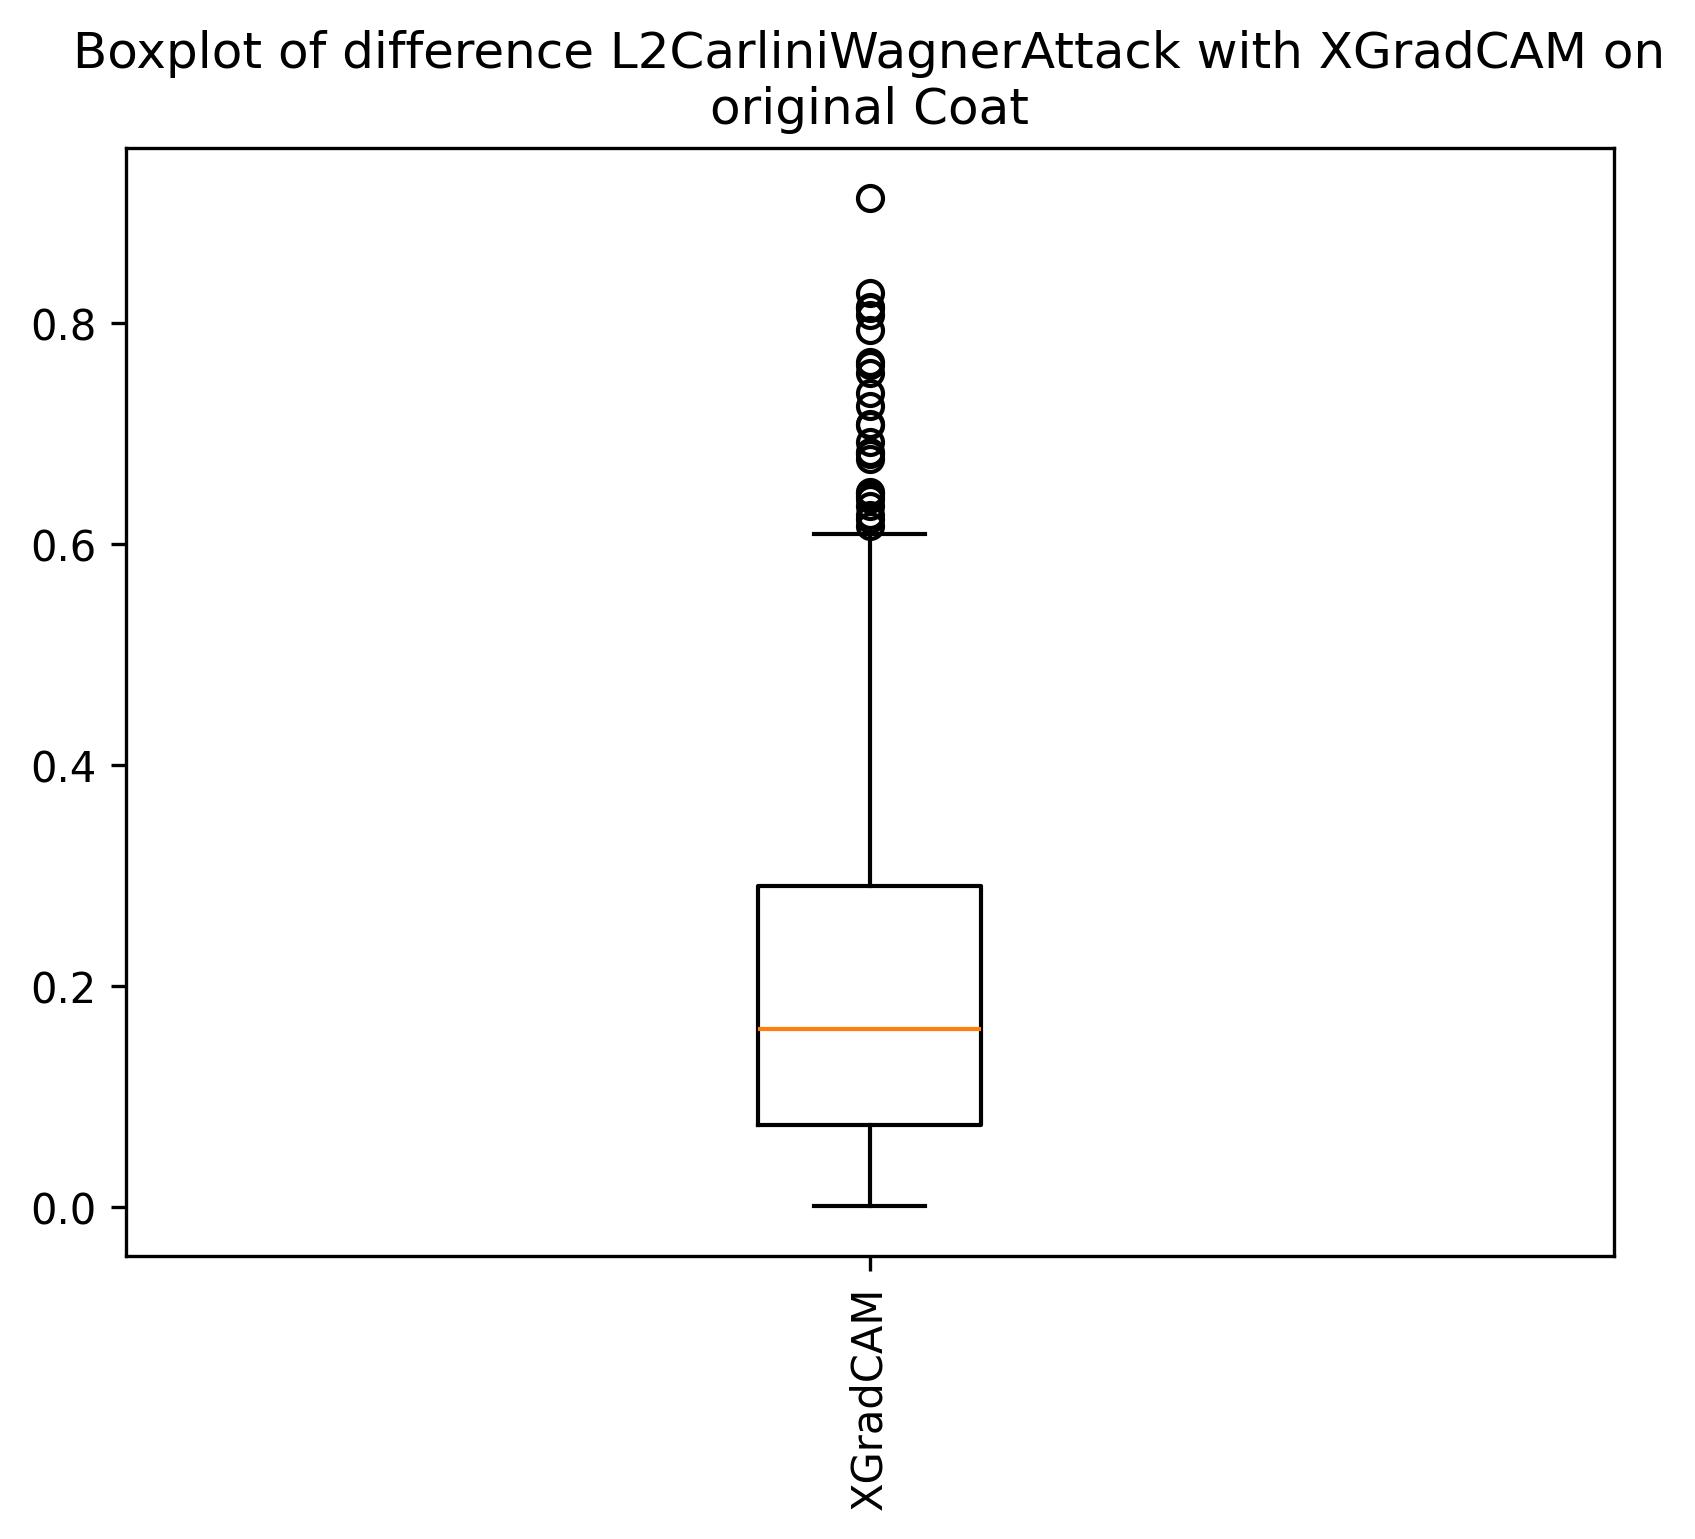 Boxplot of difference L2CarliniWagnerAttack with XGradCAM on
original Coat
0.8
0.6
0.4
0.2
0.0
XGradCAM